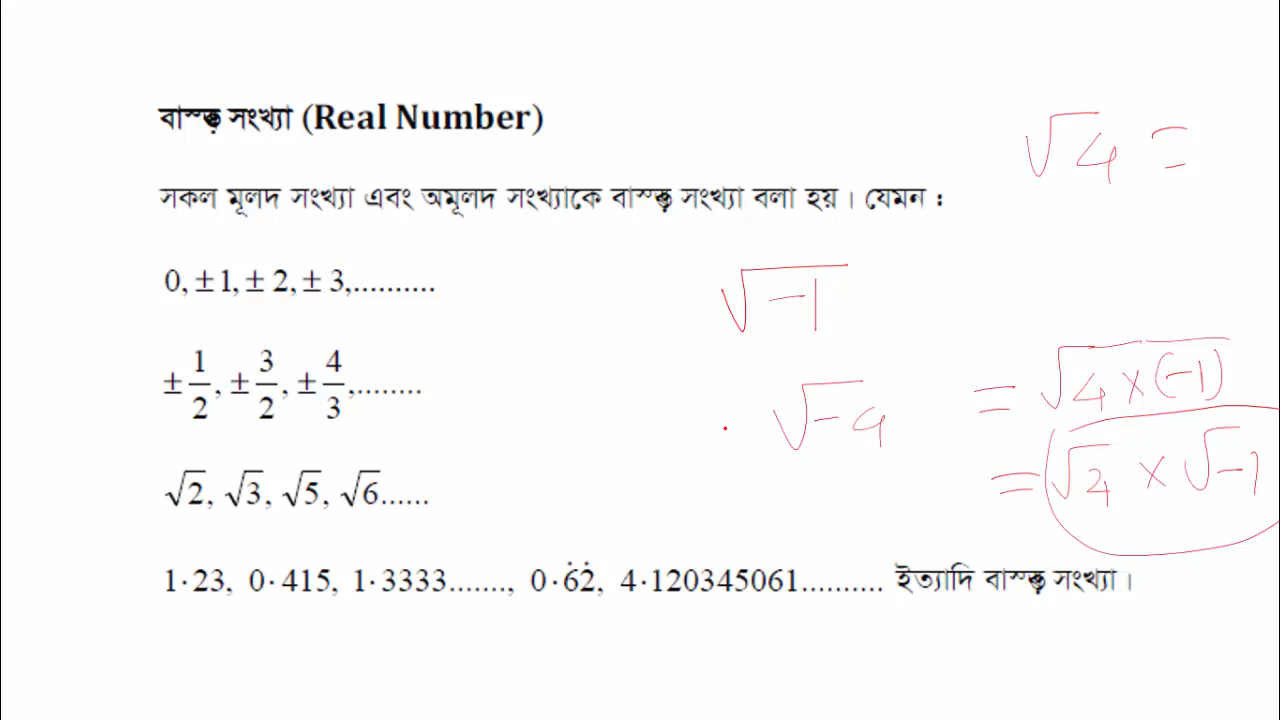 বাস্তব সংখ্যা (Real Number)
√4 =
সকল মূলদ সংখ্যা এবং অমূলদ সংখ্যাকে বাস্তব সংখ্যা বলা হয়। যেমন :
0, ± 1, ± 2, ± 3,..........
√-1
± 1/2, ± 3/2, ± 4/3,........
√-4 = √4 × (-1)
= √4 × √-1
√2, √3, √5, √6......
1·23, 0·415, 1·3333......., 0·6̇2̇, 4·120345061.......... ইত্যাদি বাস্তব সংখ্যা।